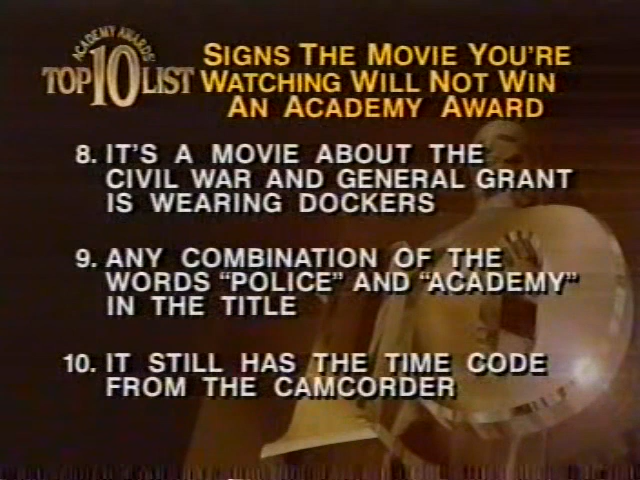 ACADEMY AWARDS
TOP 10 LIST
SIGNS THE MOVIE YOU'RE
WATCHING WILL NOT WIN
AN ACADEMY AWARD
8. IT'S A MOVIE ABOUT THE
CIVIL WAR AND GENERAL GRANT
IS WEARING DOCKERS
9. ANY COMBINATION OF THE
WORDS "POLICE" AND "ACADEMY"
IN THE TITLE
10. IT STILL HAS THE TIME CODE
FROM THE CAMCORDER